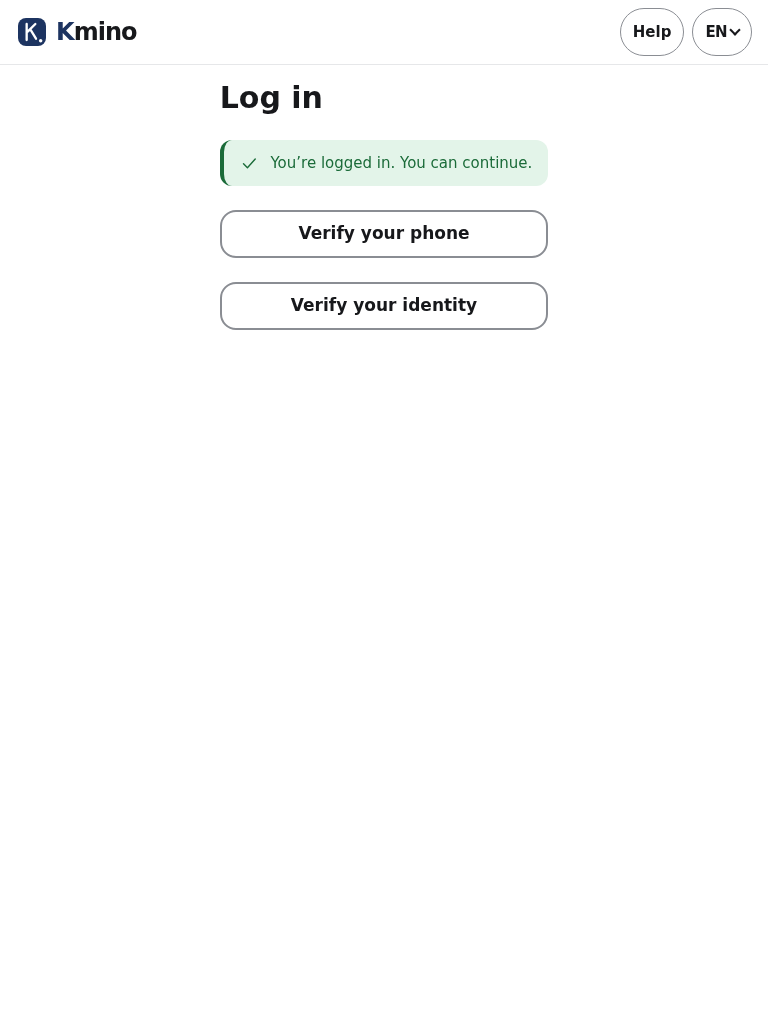 K.
Kmino
Help
EN
Log in
You’re logged in. You can continue.
Verify your phone
Verify your identity